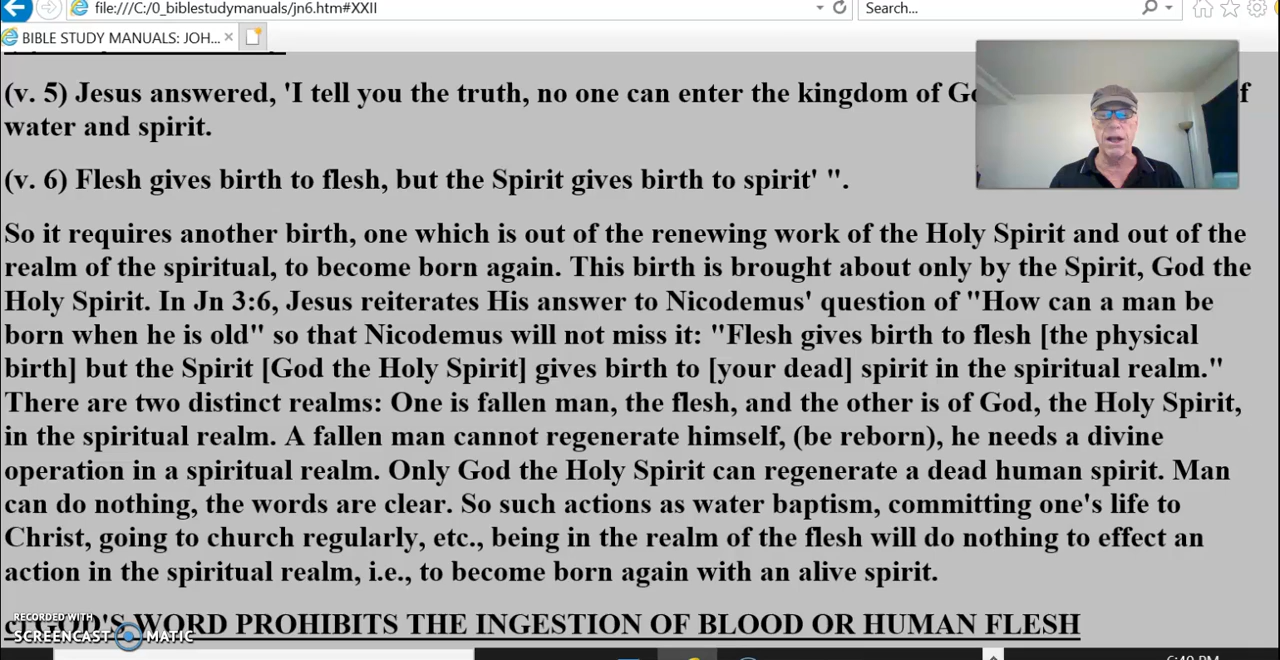 file:///C:/0_biblestudymanuals/jn6.htm#XXII
Search...
BIBLE STUDY MANUALS: JOH...
(v. 5) Jesus answered, 'I tell you the truth, no one can enter the kingdom of
water and spirit.
(v. 6) Flesh gives birth to flesh, but the Spirit gives birth to spirit' ".
So it requires another birth, one which is out of the renewing work of the Holy Spirit and out of the
realm of the spiritual, to become born again. This birth is brought about only by the Spirit, God the
Holy Spirit. In Jn 3:6, Jesus reiterates His answer to Nicodemus' question of "How can a man be
born when he is old" so that Nicodemus will not miss it: "Flesh gives birth to flesh [the physical
birth] but the Spirit [God the Holy Spirit] gives birth to [your dead] spirit in the spiritual realm."
There are two distinct realms: One is fallen man, the flesh, and the other is of God, the Holy Spirit,
in the spiritual realm. A fallen man cannot regenerate himself, (be reborn), he needs a divine
operation in a spiritual realm. Only God the Holy Spirit can regenerate a dead human spirit. Man
can do nothing, the words are clear. So such actions as water baptism, committing one's life to
Christ, going to church regularly, etc., being in the realm of the flesh will do nothing to effect an
action in the spiritual realm, i.e., to become born again with an alive spirit.
GOD'S WORD PROHIBITS THE INGESTION OF BLOOD OR HUMAN FLESH
RECORDED WITH
SCREENCAST MATIC